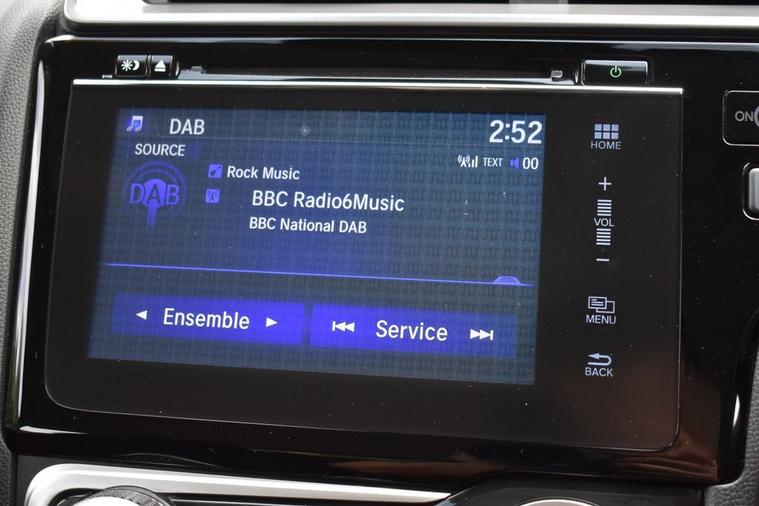 DAB
2:52
SOURCE
TEXT
00
Rock Music
DAB
BBC Radio6Music
BBC National DAB
Ensemble
Service
HOME
+
VOL
−
MENU
BACK
ON